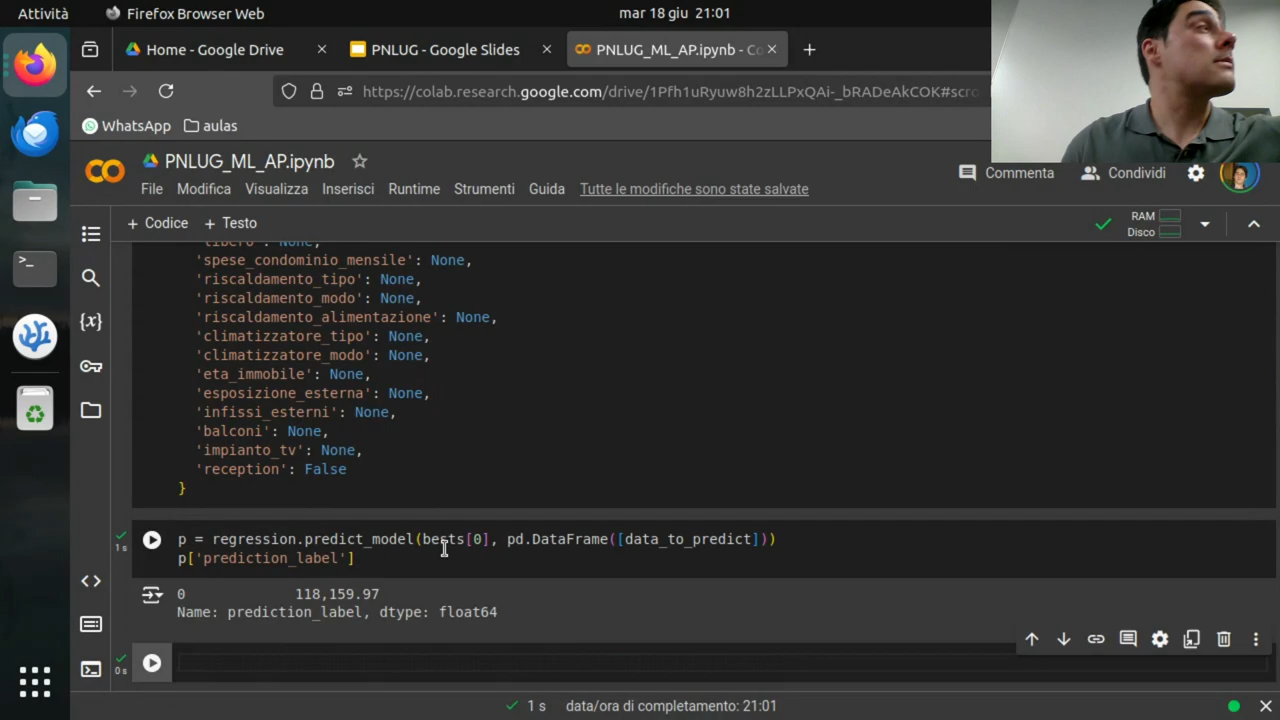 Attività
Firefox Browser Web
mar 18 giu 21:01
Home - Google Drive
PNLUG - Google Slides
PNLUG_ML_AP.ipynb - Co
https://colab.research.google.com/drive/1Pfh1uRyuw8h2zLLPxQAi-_bRADeAkCOK#scro
WhatsApp
aulas
PNLUG_ML_AP.ipynb
File Modifica Visualizza Inserisci Runtime Strumenti Guida Tutte le modifiche sono state salvate
Commenta
Condividi
+ Codice + Testo
RAM
Disco
'libero': None,
'spese_condominio_mensile': None,
'riscaldamento_tipo': None,
'riscaldamento_modo': None,
'riscaldamento_alimentazione': None,
'climatizzatore_tipo': None,
'climatizzatore_modo': None,
'eta_immobile': None,
'esposizione_esterna': None,
'infissi_esterni': None,
'balconi': None,
'impianto_tv': None,
'reception': False
}
1s
p = regression.predict_model(bests[0], pd.DataFrame([data_to_predict]))
p['prediction_label']
0 118,159.97
Name: prediction_label, dtype: float64
0s
1 s data/ora di completamento: 21:01